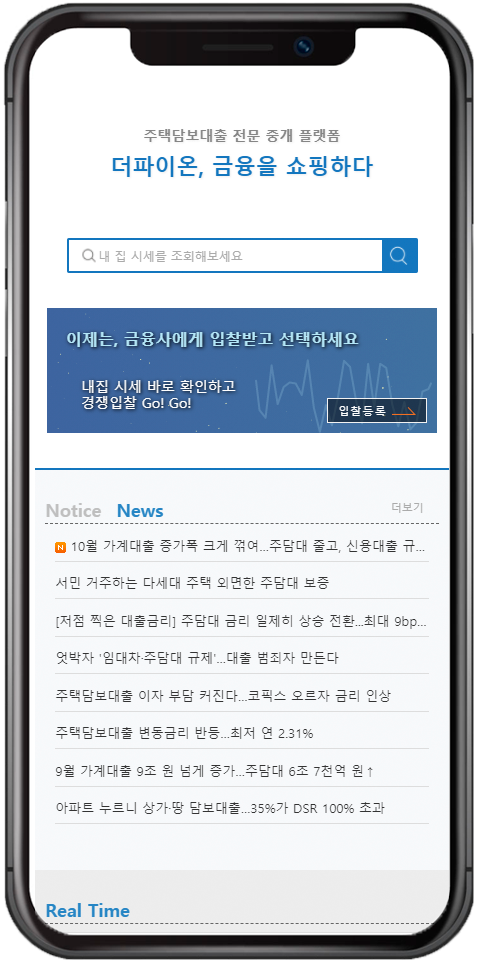 주택담보대출 전문 중개 플랫폼
더파이온, 금융을 쇼핑하다
내 집 시세를 조회해보세요
이제는, 금융사에게 입찰받고 선택하세요
내집 시세 바로 확인하고
경쟁입찰 Go! Go!
입찰등록
Notice News 더보기
N 10월 가계대출 증가폭 크게 꺾여...주담대 줄고, 신용대출 규...
서민 거주하는 다세대 주택 외면한 주담대 보증
[저점 찍은 대출금리] 주담대 금리 일제히 상승 전환...최대 9bp...
엇박자 '임대차·주담대 규제'...대출 범죄자 만든다
주택담보대출 이자 부담 커진다...코픽스 오르자 금리 인상
주택담보대출 변동금리 반등...최저 연 2.31%
9월 가계대출 9조 원 넘게 증가...주담대 6조 7천억 원↑
아파트 누르니 상가·땅 담보대출...35%가 DSR 100% 초과
Real Time